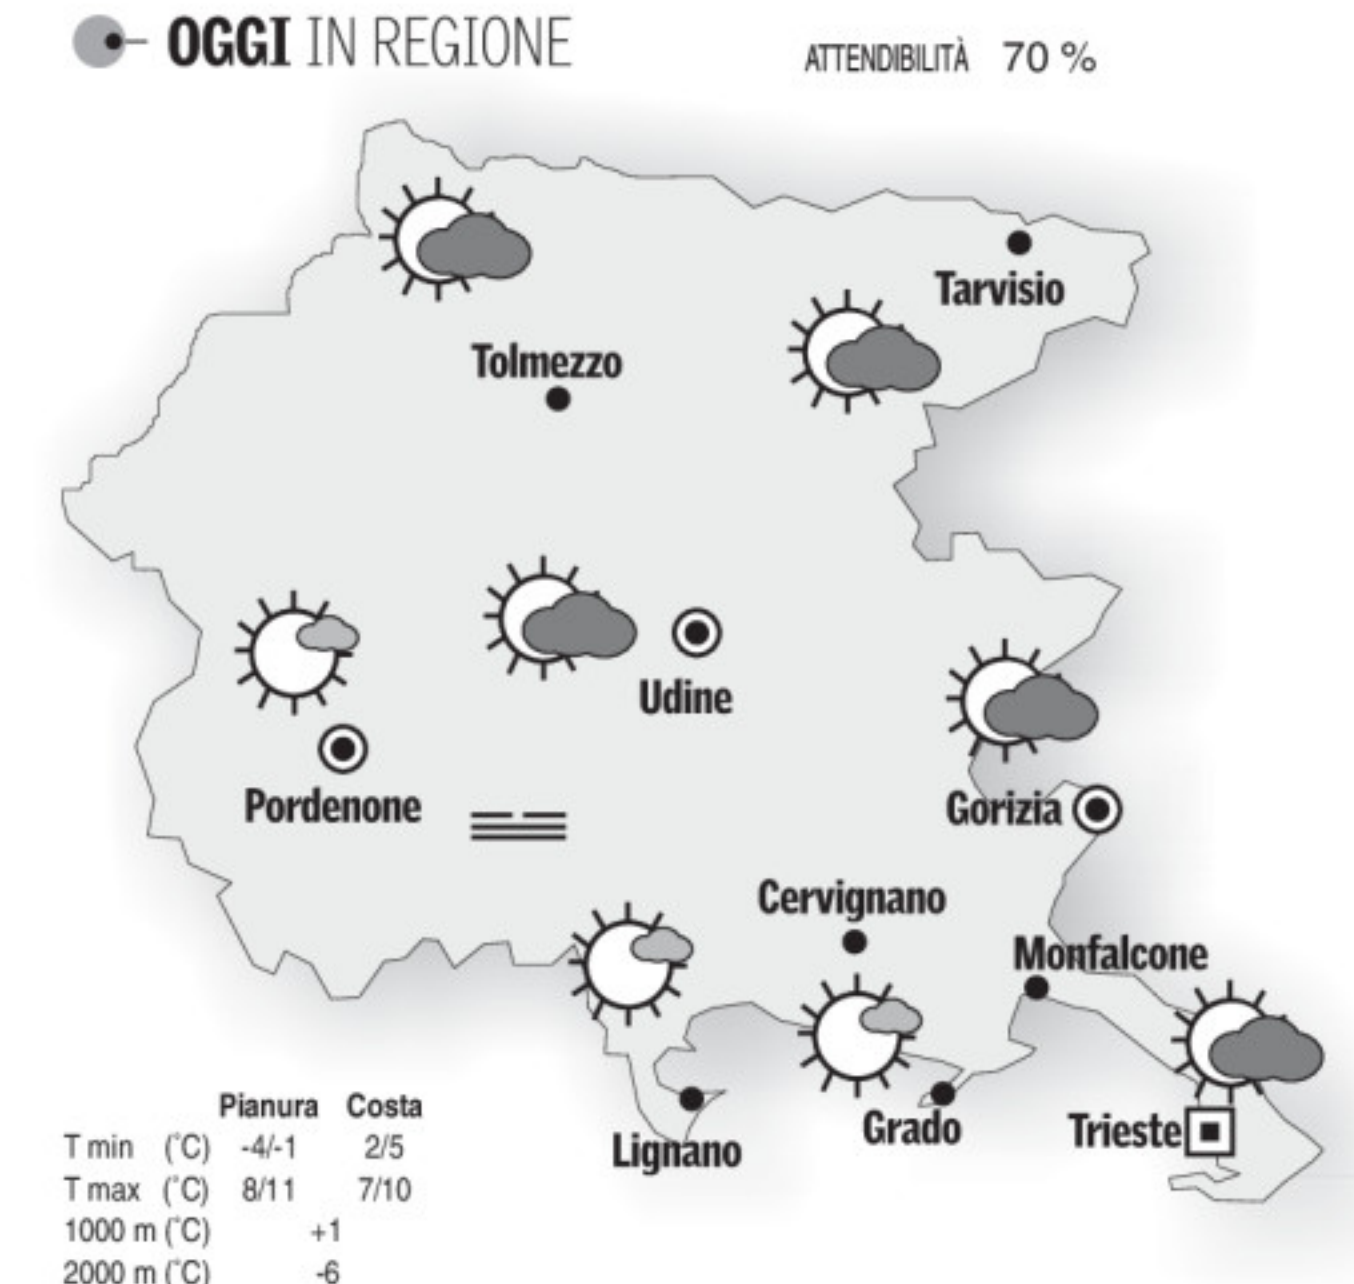 OGGI IN REGIONE
ATTENDIBILITÀ 70 %
Tarvisio
Tolmezzo
Udine
Pordenone
Gorizia
Cervignano
Monfalcone
Grado
Trieste
Lignano
Pianura Costa
T min (°C) -4/-1 2/5
T max (°C) 8/11 7/10
1000 m (°C) +1
2000 m (°C) -6